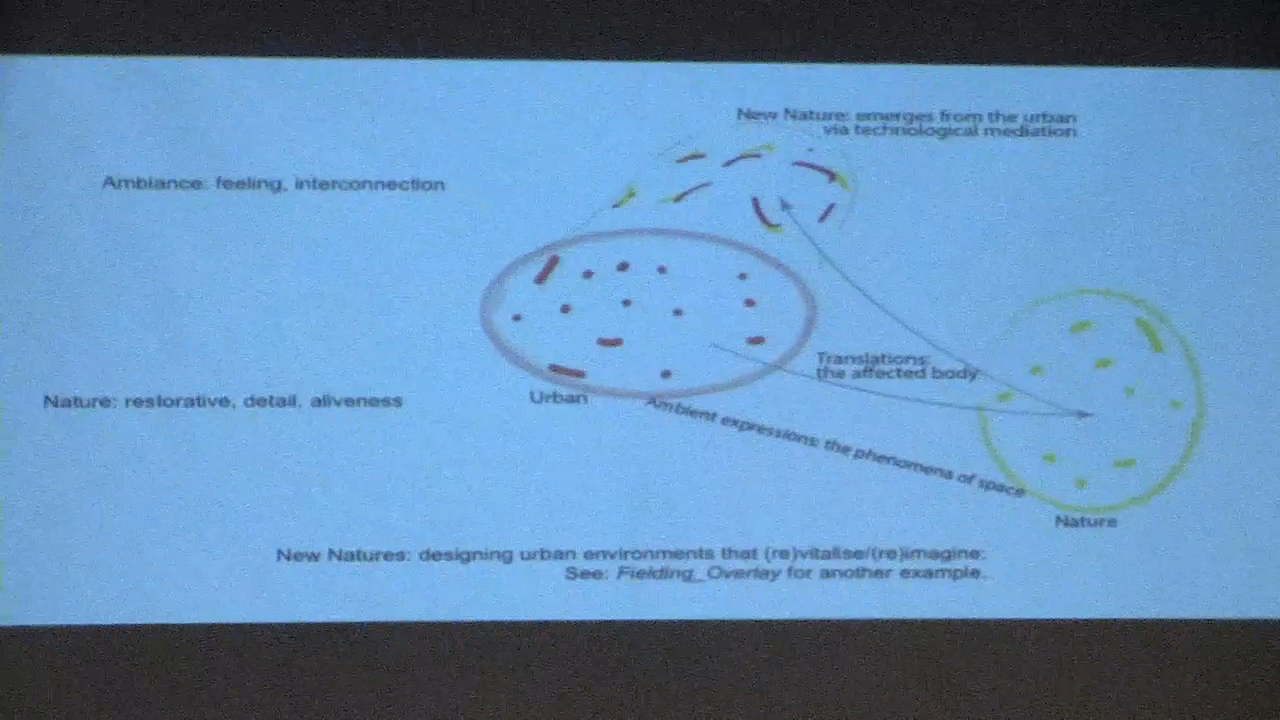 New Nature: emerges from the urban
via technological mediation
Ambiance: feeling, interconnection
Translations:
the affected body
Nature: restorative, detail, aliveness
Urban
Ambient expressions: the phenomena of space
Nature
New Natures: designing urban environments that (re)vitalise/(re)imagine.
See: Fielding_Overlay for another example.